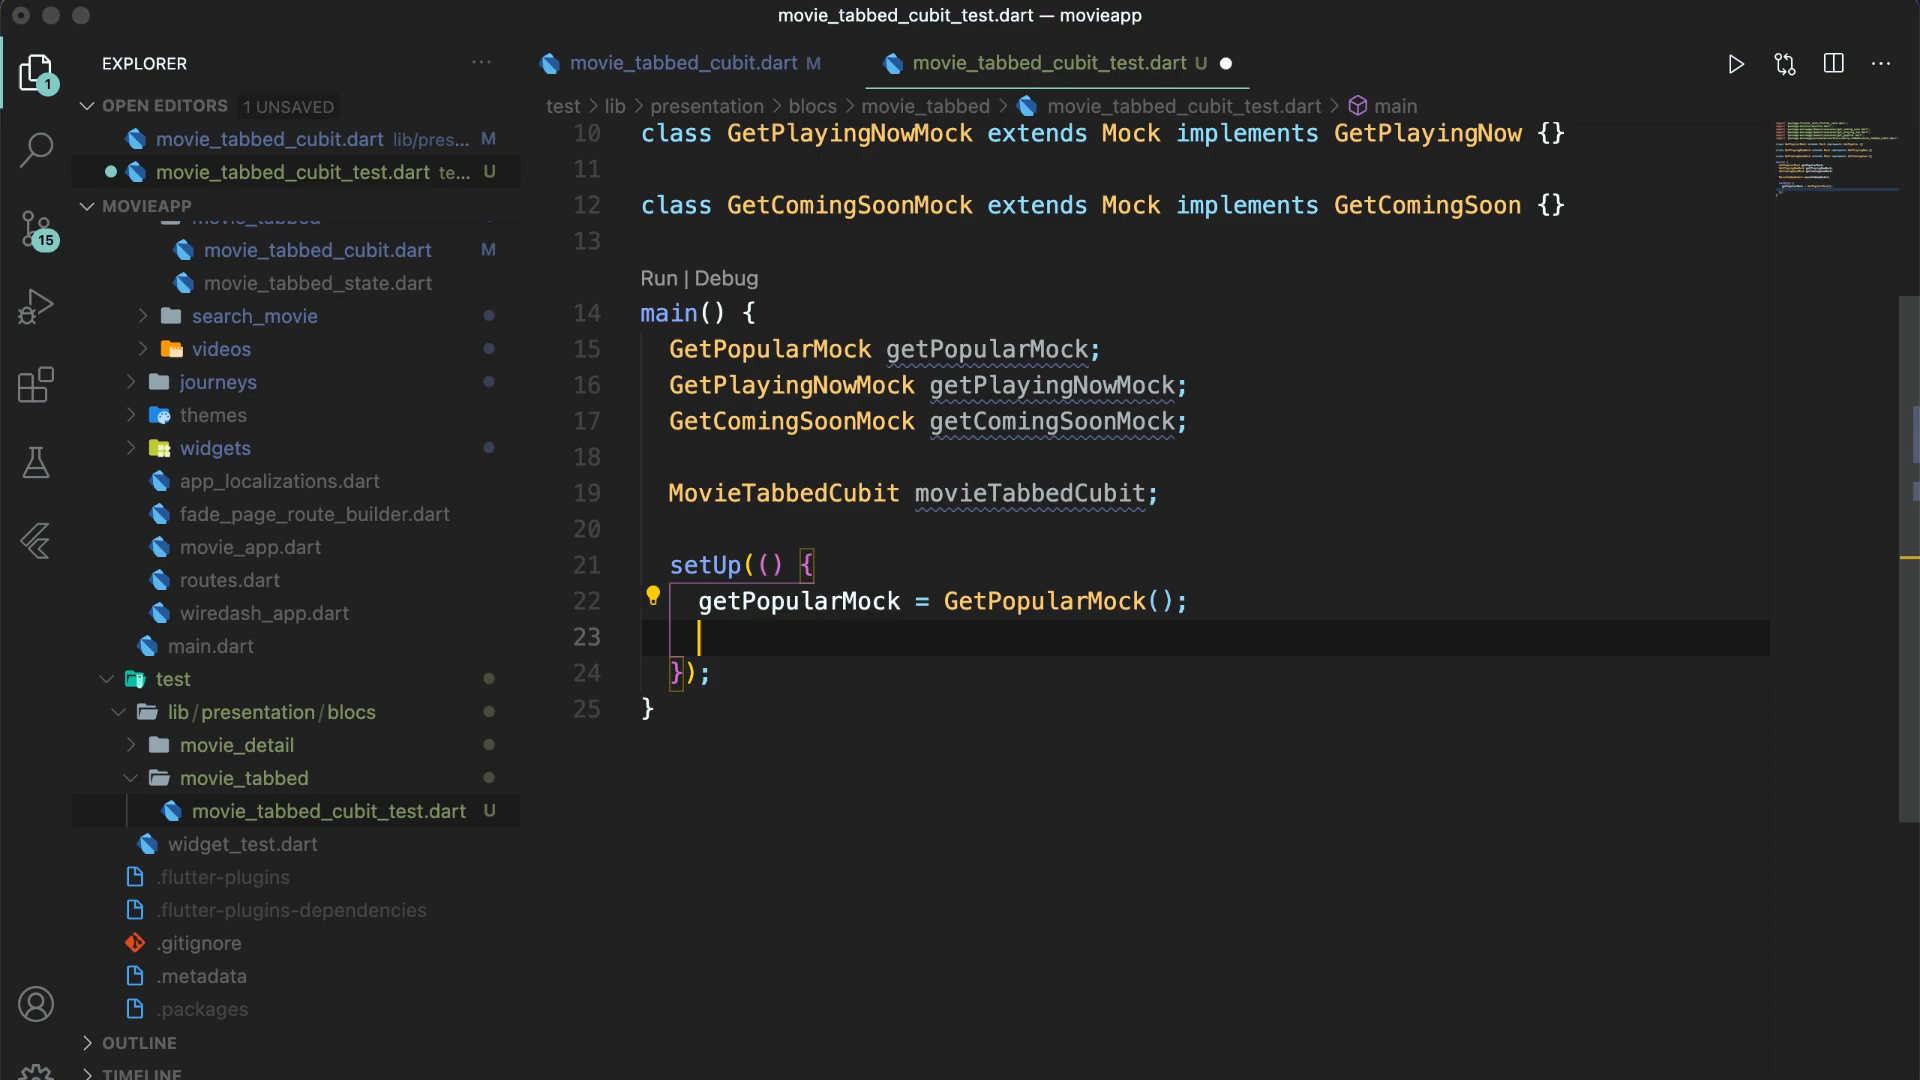 movie_tabbed_cubit_test.dart — movieapp
EXPLORER
movie_tabbed_cubit.dart M
movie_tabbed_cubit_test.dart U
OPEN EDITORS 1 UNSAVED
test > lib > presentation > blocs > movie_tabbed > movie_tabbed_cubit_test.dart > main
movie_tabbed_cubit.dart lib/pres... M
movie_tabbed_cubit_test.dart te... U
MOVIEAPP
movie_tabbed
movie_tabbed_cubit.dart M
movie_tabbed_state.dart
search_movie
videos
journeys
themes
widgets
app_localizations.dart
fade_page_route_builder.dart
movie_app.dart
routes.dart
wiredash_app.dart
main.dart
test
lib/presentation/blocs
movie_detail
movie_tabbed
movie_tabbed_cubit_test.dart U
widget_test.dart
.flutter-plugins
.flutter-plugins-dependencies
.gitignore
.metadata
.packages
OUTLINE
TIMELINE
1
15
10 class GetPlayingNowMock extends Mock implements GetPlayingNow {}
11
12 class GetComingSoonMock extends Mock implements GetComingSoon {}
13
Run | Debug
14 main() {
15 GetPopularMock getPopularMock;
16 GetPlayingNowMock getPlayingNowMock;
17 GetComingSoonMock getComingSoonMock;
18
19 MovieTabbedCubit movieTabbedCubit;
20
21 setUp(() {
22 getPopularMock = GetPopularMock();
23
24 });
25 }